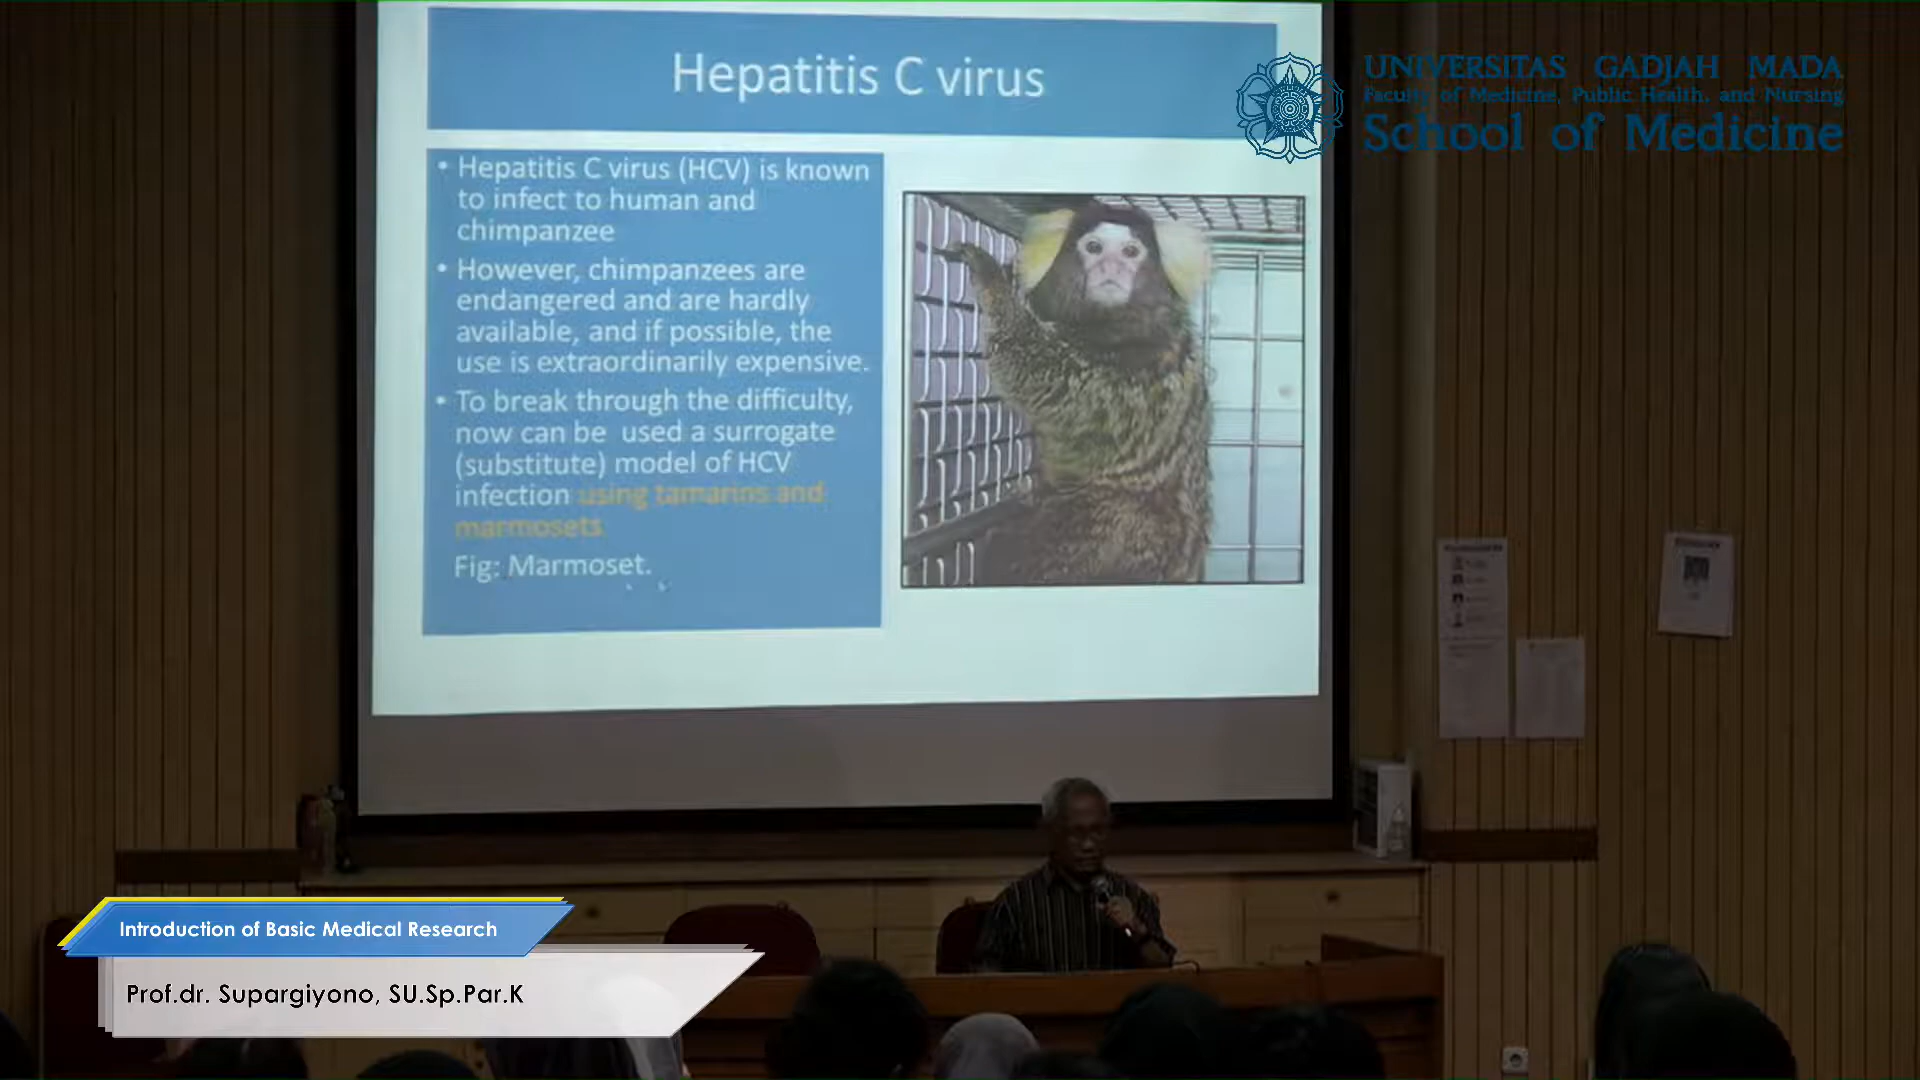 Hepatitis C virus
UNIVERSITAS GADJAH MADA
Faculty of Medicine, Public Health, and Nursing
School of Medicine
• Hepatitis C virus (HCV) is known
to infect to human and
chimpanzee
• However, chimpanzees are
endangered and are hardly
available, and if possible, the
use is extraordinarily expensive.
• To break through the difficulty,
now can be used a surrogate
(substitute) model of HCV
infection using tamarins and
marmosets
Fig: Marmoset.
Introduction of Basic Medical Research
Prof.dr. Supargiyono, SU.Sp.Par.K